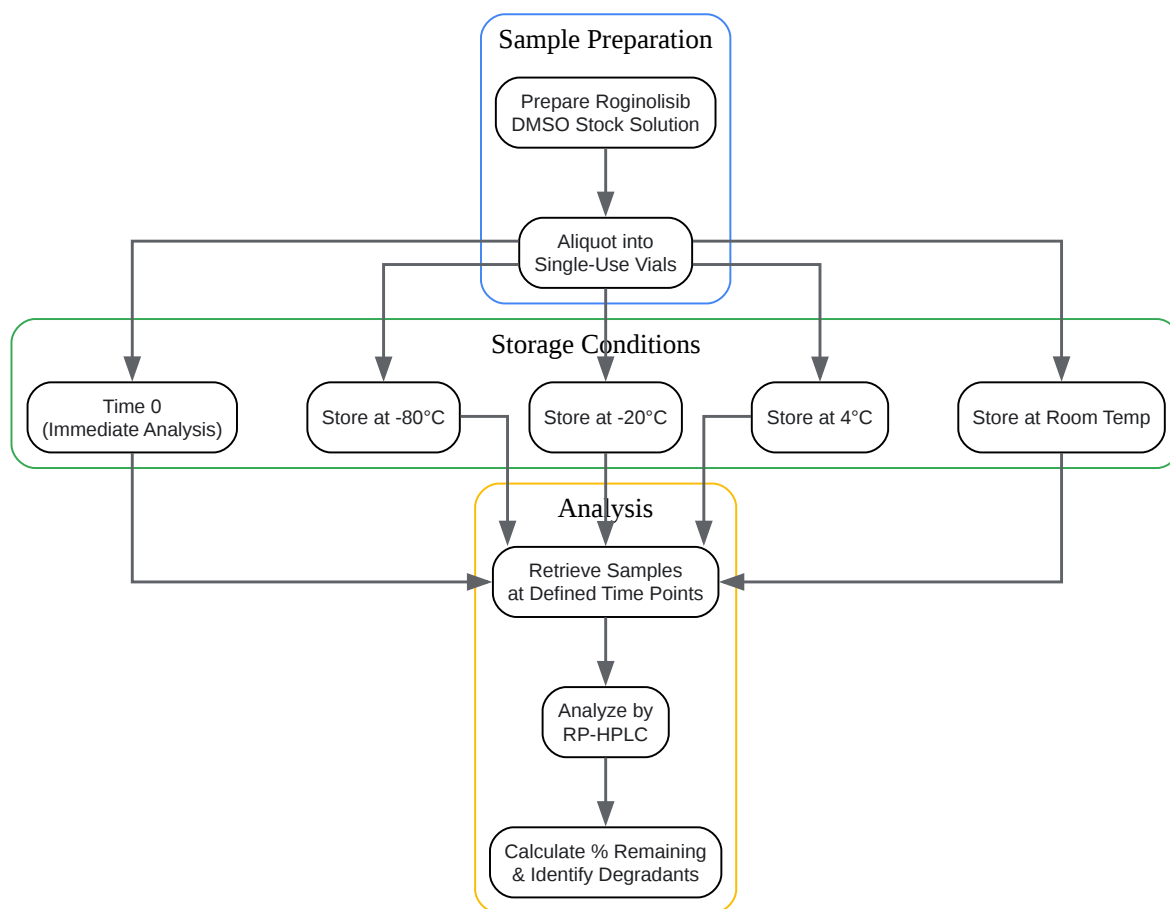 Sample Preparation
Prepare Roginolisib
DMSO Stock Solution
Aliquot into
Single-Use Vials
Storage Conditions
Time 0
(Immediate Analysis)
Store at -80°C
Store at -20°C
Store at 4°C
Store at Room Temp
Analysis
Retrieve Samples
at Defined Time Points
Analyze by
RP-HPLC
Calculate % Remaining
& Identify Degradants